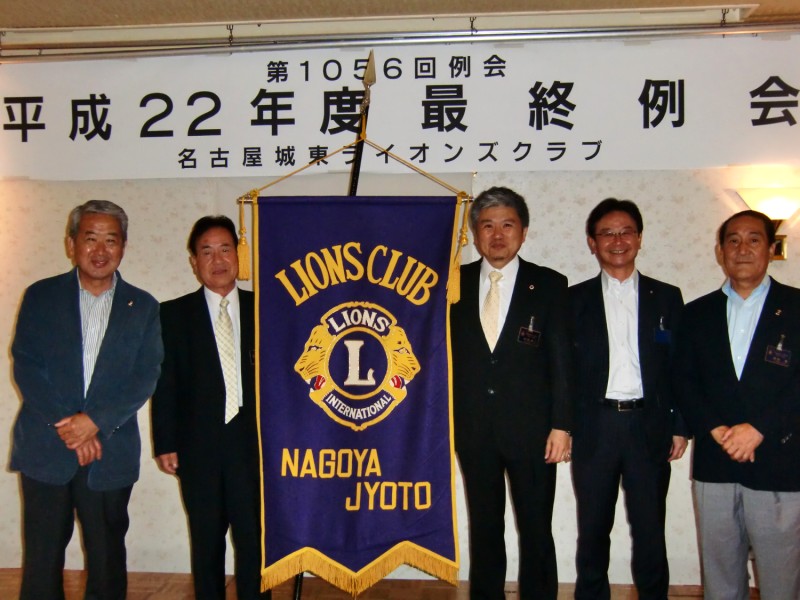 第1056回例会
平成22年度最終例会
名古屋城東ライオンズクラブ
LIONS CLUB
LIONS
L
INTERNATIONAL
NAGOYA
JYOTO